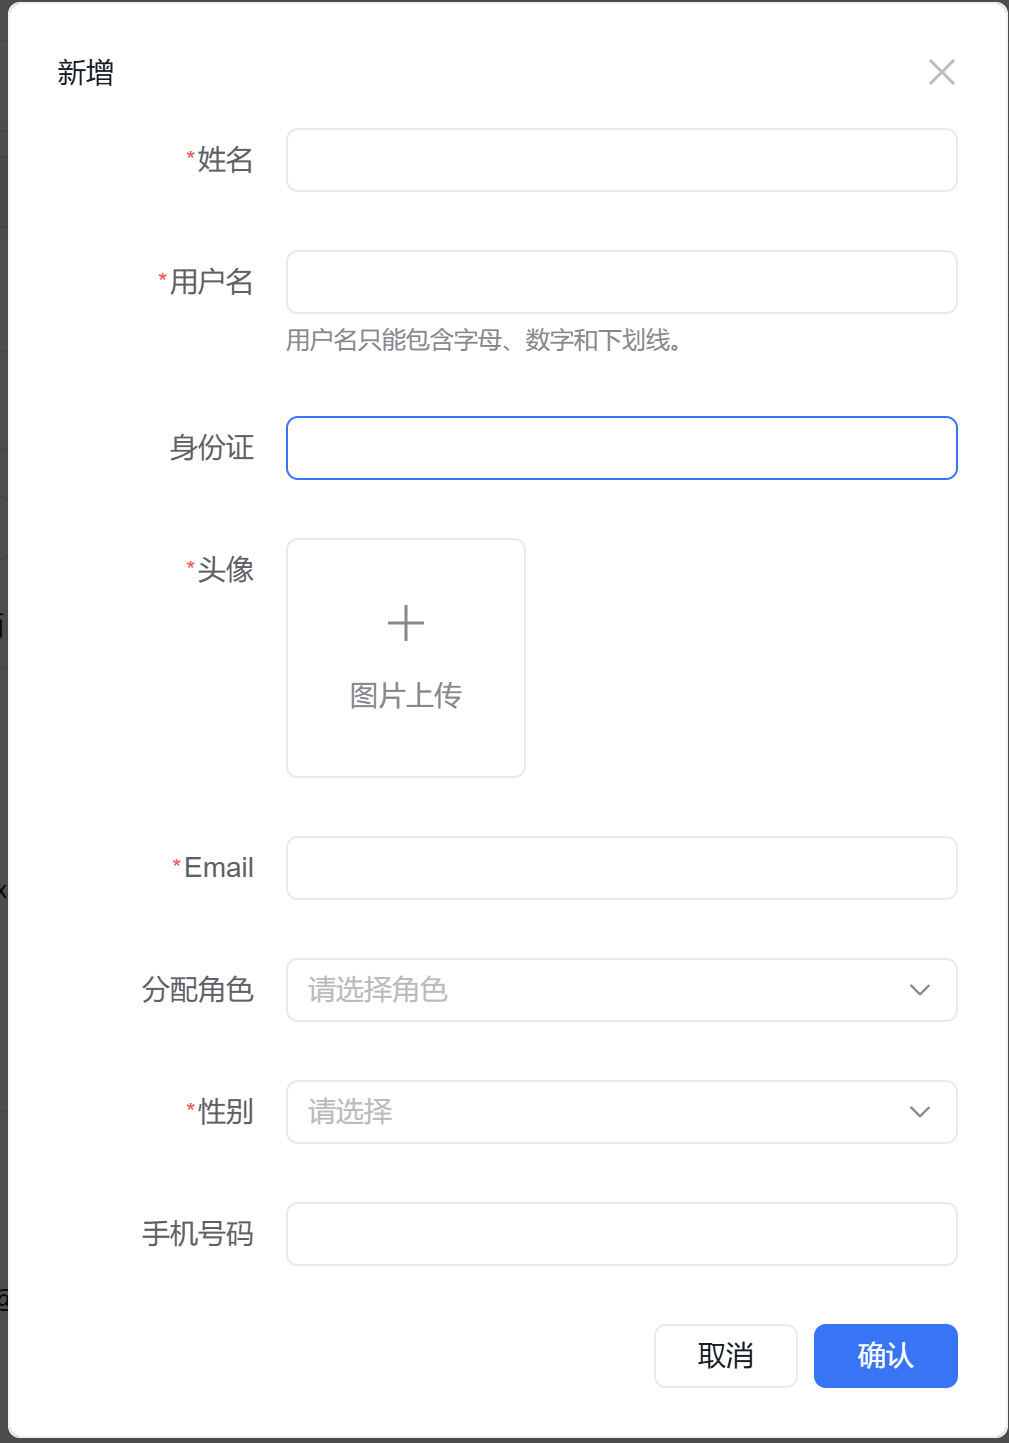 新增
*姓名
*用户名
用户名只能包含字母、数字和下划线。
身份证
*头像
图片上传
*Email
分配角色 请选择角色
*性别 请选择
手机号码
取消 确认